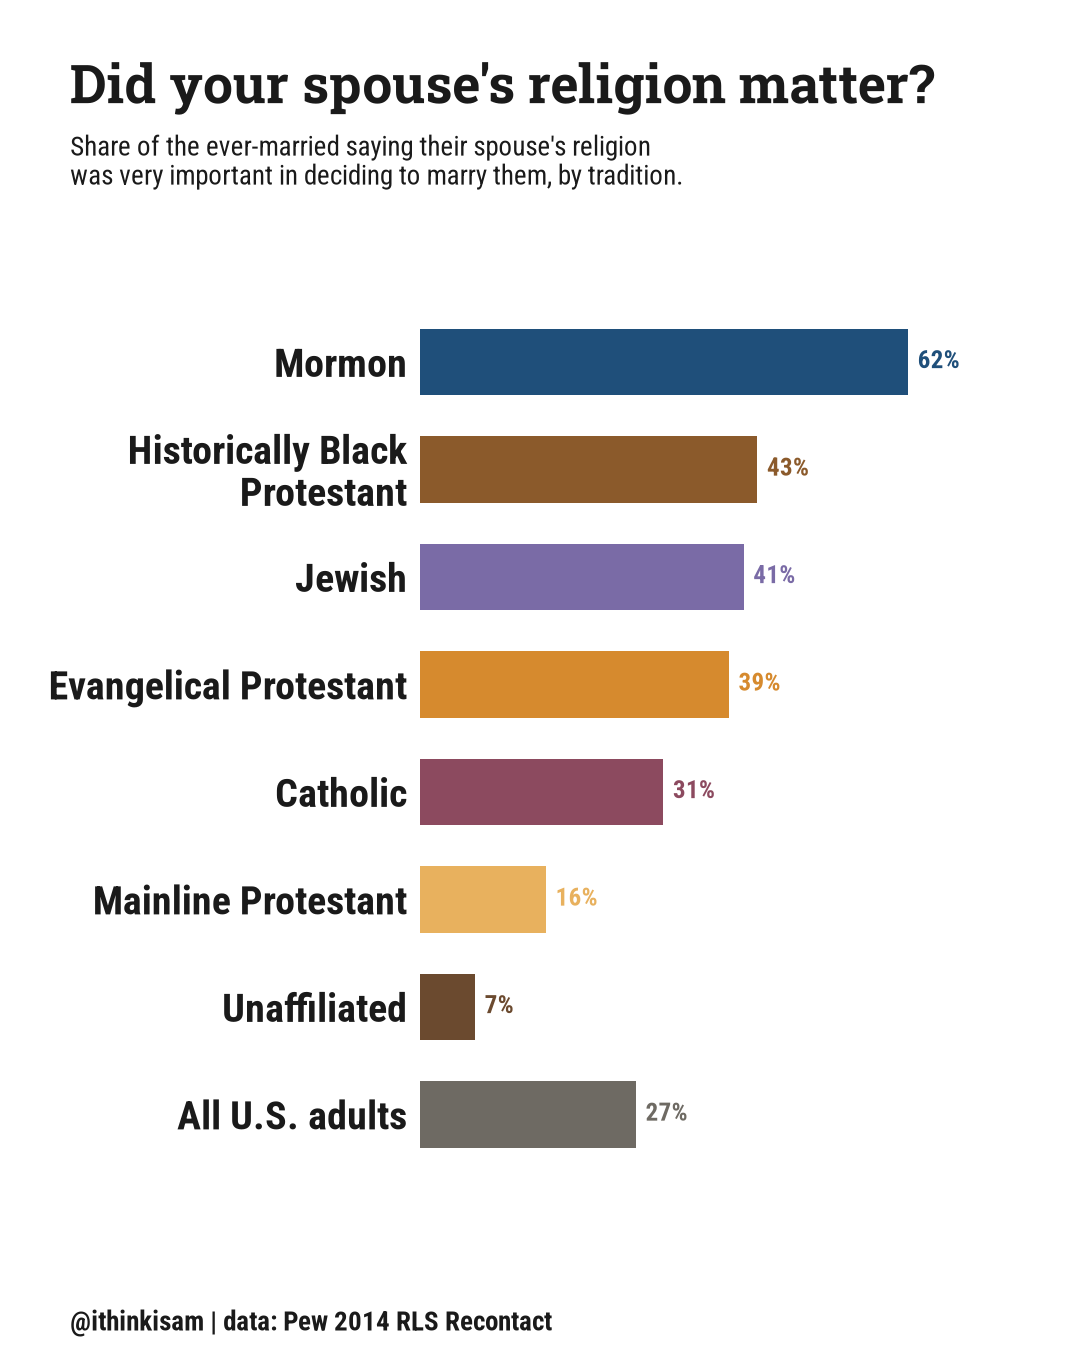 Did your spouse's religion matter?
Share of the ever-married saying their spouse's religion
was very important in deciding to marry them, by tradition.
Mormon 62%
Historically Black
Protestant 43%
Jewish 41%
Evangelical Protestant 39%
Catholic 31%
Mainline Protestant 16%
Unaffiliated 7%
All U.S. adults 27%
@ithinkisam | data: Pew 2014 RLS Recontact